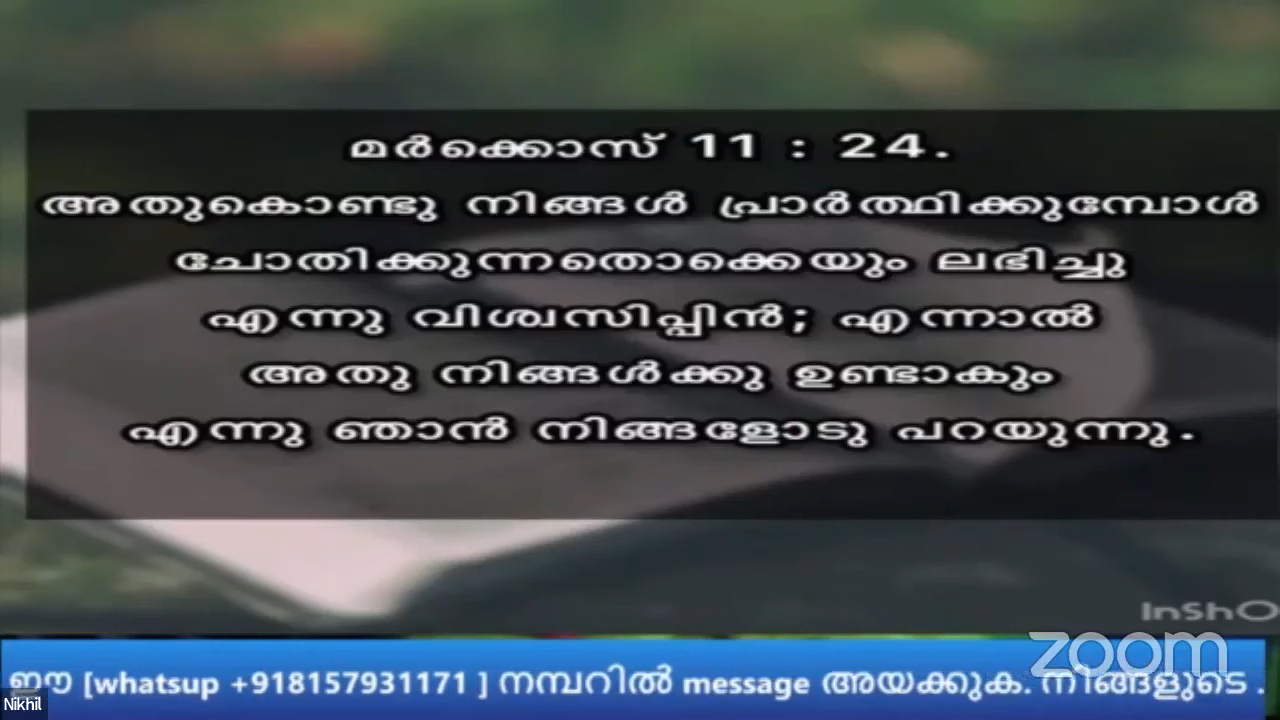 മർക്കൊസ് 11 : 24.
അതുകൊണ്ടു നിങ്ങൾ പ്രാർത്ഥിക്കുമ്പോൾ
ചോതിക്കുന്നതൊക്കെയും ലഭിച്ചു
എന്നു വിശ്വസിപ്പിൻ; എന്നാൽ
അതു നിങ്ങൾക്കു ഉണ്ടാകും
എന്നു ഞാൻ നിങ്ങളോടു പറയുന്നു.
InShO
zoom
ഈ [whatsup +918157931171 ] നമ്പറിൽ message അയക്കുക. നിങ്ങളുടെ .
Nikhil